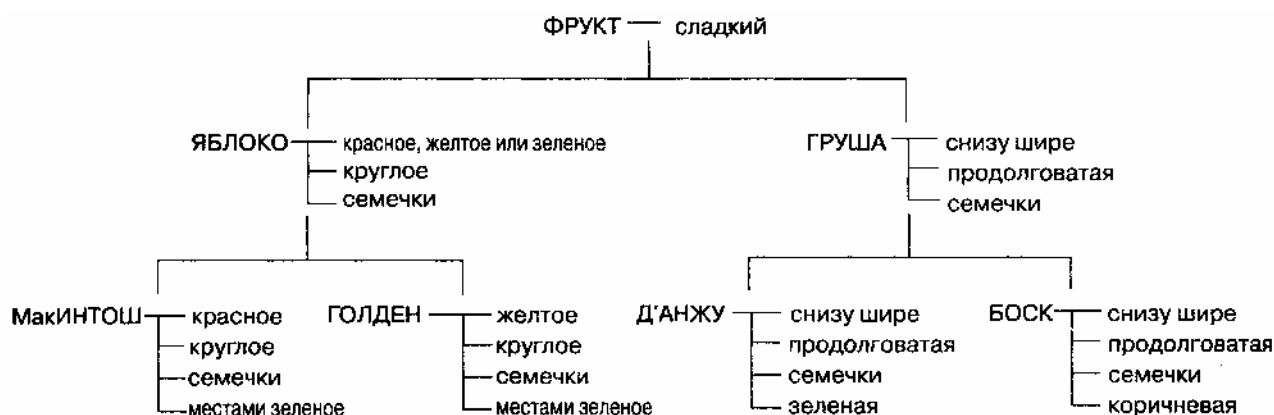 ФРУКТ сладкий
ЯБЛОКО красное, желтое или зеленое
круглое
семечки
ГРУША снизу шире
продолговатая
семечки
МакИНТОШ красное
круглое
семечки
местами зеленое
ГОЛДЕН желтое
круглое
семечки
местами зеленое
Д'АНЖУ снизу шире
продолговатая
семечки
зеленая
БОСК снизу шире
продолговатая
семечки
коричневая